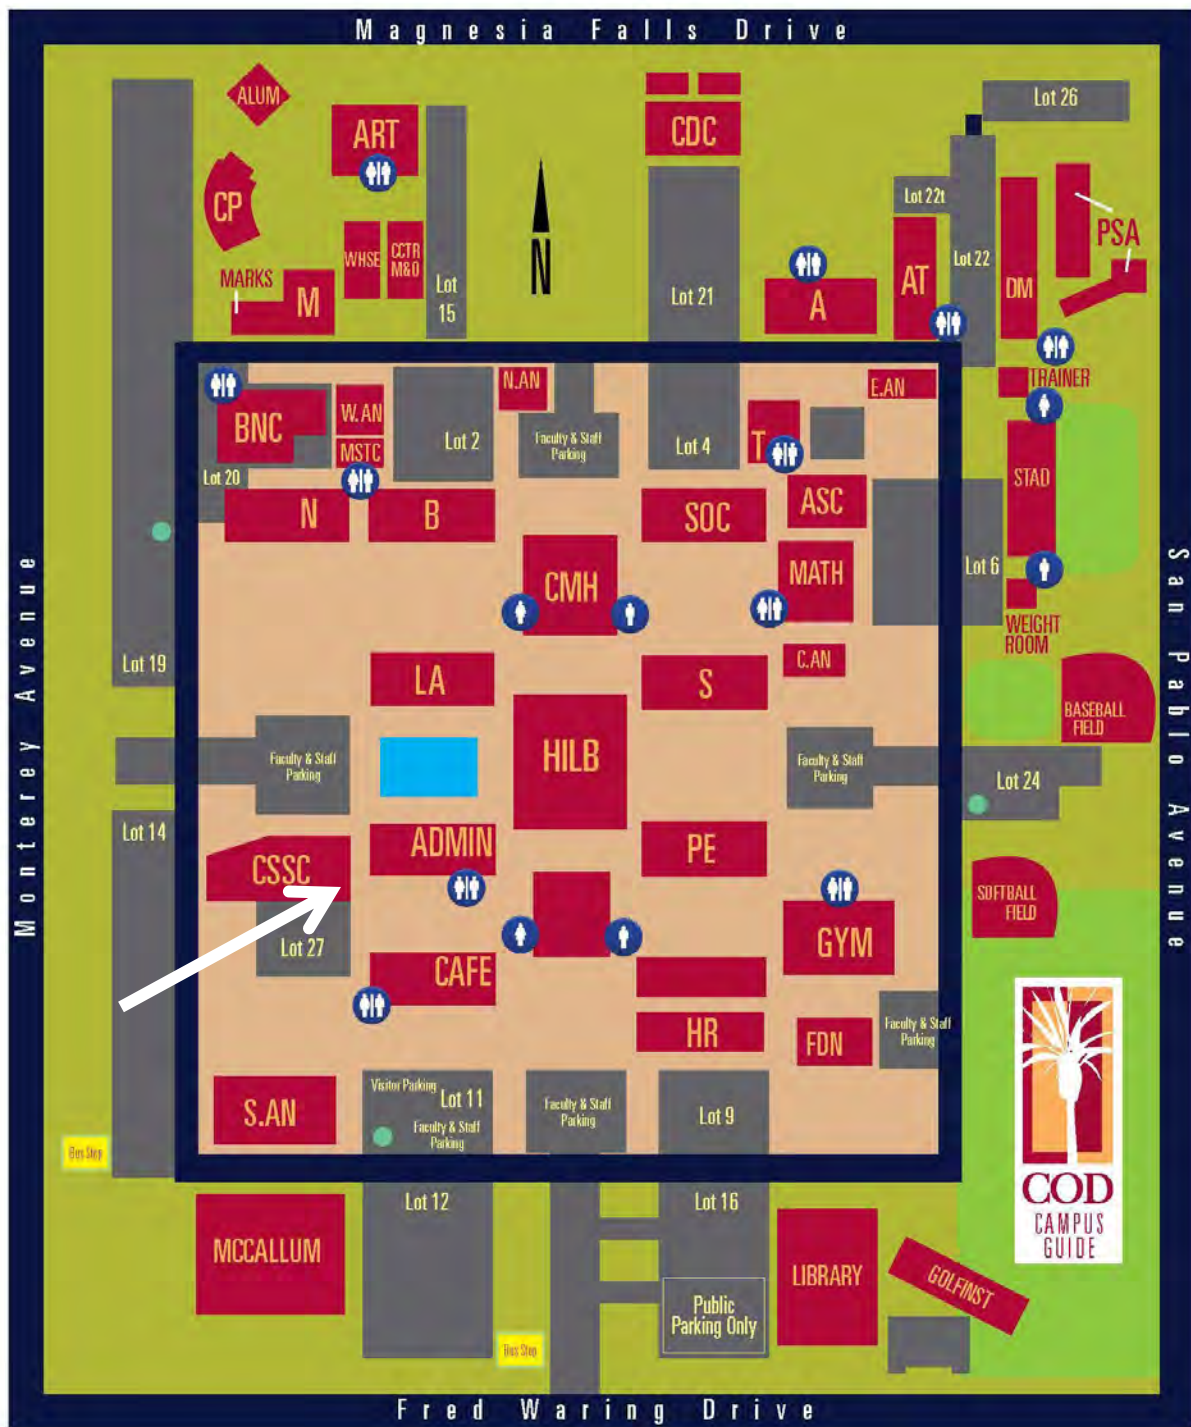 Magnesia Falls Drive
ALUM
ART
CDC
Lot 26
CP
Lot 22t
PSA
WHSE
CCTR
M&O
N
Lot 22
AT
DM
MARKS
M
Lot
15
Lot 21
A
BNC
W.AN
MSTC
Lot 2
N.AN
Faculty & Staff
Parking
Lot 4
T
E.AN
TRAINER
Lot 20
N
B
SOC
ASC
STAD
CMH
MATH
Lot 6
WEIGHT
ROOM
Monterey Avenue
San Pablo Avenue
Lot 19
LA
S
C.AN
BASEBALL
FIELD
Faculty & Staff
Parking
HILB
Faculty & Staff
Parking
Lot 24
Lot 14
CSSC
ADMIN
PE
SOFTBALL
FIELD
Lot 27
CAFE
GYM
HR
FDN
Faculty & Staff
Parking
S.AN
Visitor Parking
Lot 11
Faculty & Staff
Parking
Faculty & Staff
Parking
Lot 9
Bus Stop
COD
CAMPUS
GUIDE
MCCALLUM
Lot 12
Lot 16
LIBRARY
GOLFINST
Public
Parking Only
Bus Stop
Fred Waring Drive